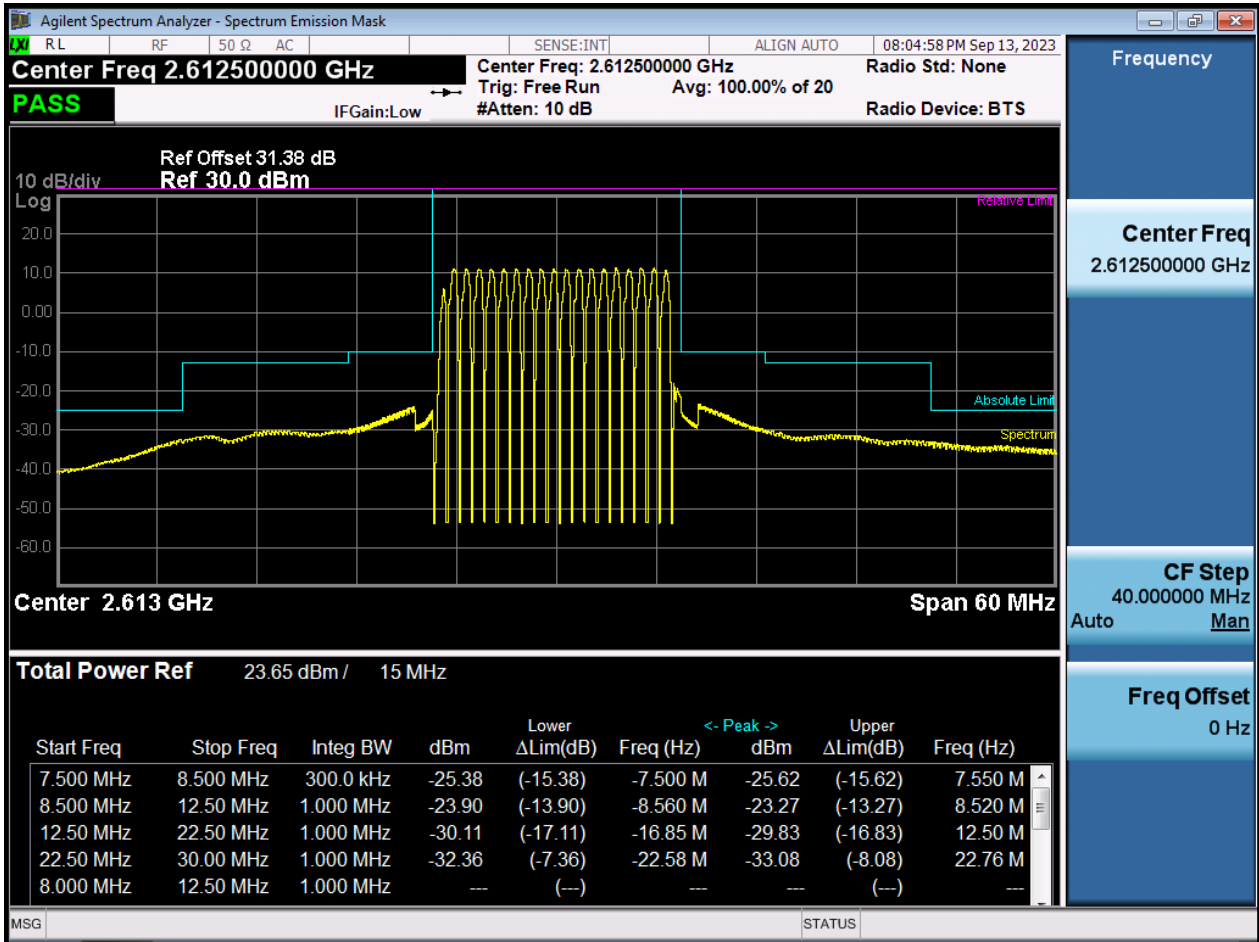 Agilent Spectrum Analyzer - Spectrum Emission Mask
LXI RL RF 50 Ω AC SENSE:INT ALIGN AUTO 08:04:58 PM Sep 13, 2023
Center Freq 2.612500000 GHz
Center Freq: 2.612500000 GHz Radio Std: None
Trig: Free Run Avg: 100.00% of 20
PASS IFGain:Low #Atten: 10 dB Radio Device: BTS
Ref Offset 31.38 dB
10 dB/div Ref 30.0 dBm
Log
Relative Limit
20.0
10.0
0.00
-10.0
-20.0
Absolute Limit
-30.0
Spectrum
-40.0
-50.0
-60.0
Center 2.613 GHz Span 60 MHz
Total Power Ref 23.65 dBm / 15 MHz
Lower <- Peak -> Upper
Start Freq Stop Freq Integ BW dBm ΔLim(dB) Freq (Hz) dBm ΔLim(dB) Freq (Hz)
7.500 MHz 8.500 MHz 300.0 kHz -25.38 (-15.38) -7.500 M -25.62 (-15.62) 7.550 M
8.500 MHz 12.50 MHz 1.000 MHz -23.90 (-13.90) -8.560 M -23.27 (-13.27) 8.520 M
12.50 MHz 22.50 MHz 1.000 MHz -30.11 (-17.11) -16.85 M -29.83 (-16.83) 12.50 M
22.50 MHz 30.00 MHz 1.000 MHz -32.36 (-7.36) -22.58 M -33.08 (-8.08) 22.76 M
8.000 MHz 12.50 MHz 1.000 MHz --- (---) --- --- (---) ---
MSG STATUS
Frequency
Center Freq
2.612500000 GHz
CF Step
40.000000 MHz
Auto Man
Freq Offset
0 Hz